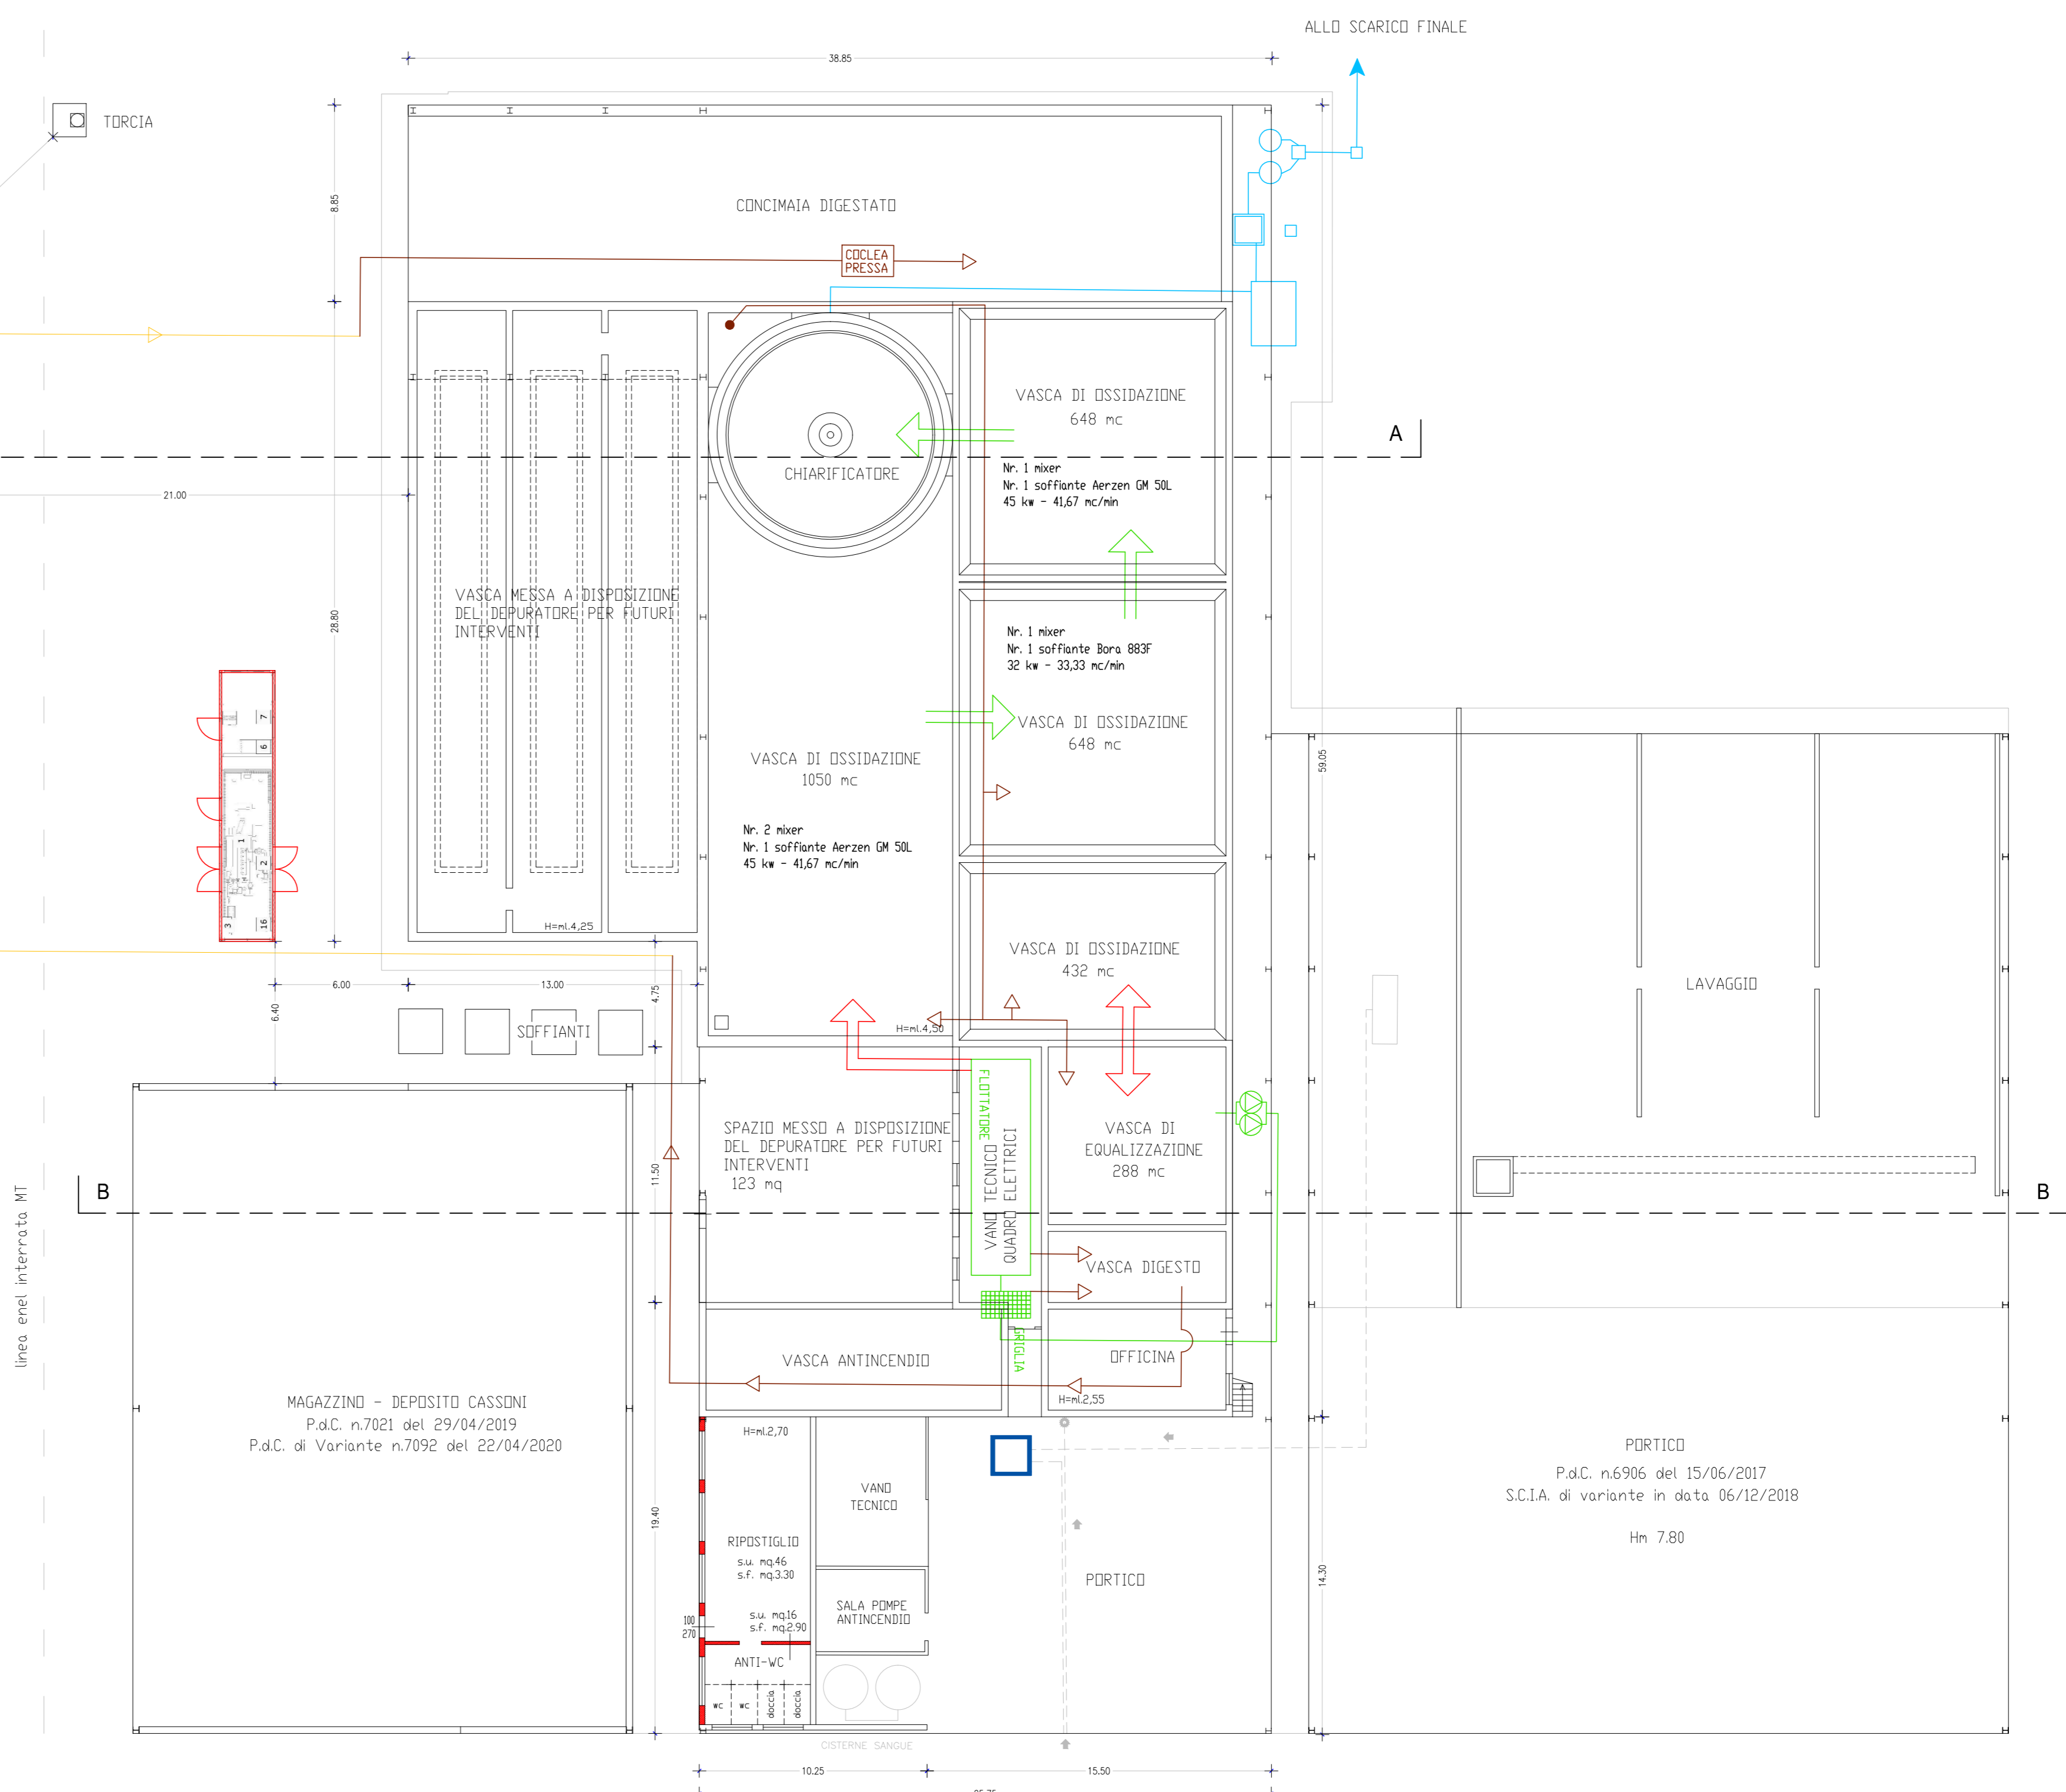 ALLO SCARICO FINALE
38.85
TORCIA
8.85
CONCIMAIA DIGESTATO
COCLEA
PRESSA
VASCA DI OSSIDAZIONE
648 mc
A
CHIARIFICATORE
Nr. 1 mixer
Nr. 1 soffiante Aerzen GM 50L
45 kw - 41,67 mc/min
21.00
VASCA MESSA A DISPOSIZIONE
DEL DEPURATORE PER FUTURI
INTERVENTI
28.80
Nr. 1 mixer
Nr. 1 soffiante Bora 883F
32 kw - 33,33 mc/min
VASCA DI OSSIDAZIONE
648 mc
7
6
1
2
3
16
VASCA DI OSSIDAZIONE
1050 mc
59.05
Nr. 2 mixer
Nr. 1 soffiante Aerzen GM 50L
45 kw - 41,67 mc/min
H=ml.4,25
VASCA DI OSSIDAZIONE
432 mc
LAVAGGIO
6.00
13.00
4.75
6.40
SOFFIANTI
H=ml.4,50
FLOTTATORE
VANO TECNICO
QUADRO ELETTRICI
SPAZIO MESSO A DISPOSIZIONE
DEL DEPURATORE PER FUTURI
INTERVENTI
123 mq
11.50
VASCA DI
EQUALIZZAZIONE
288 mc
B
B
linea enel interrata MT
VASCA DIGESTO
GRIGLIA
VASCA ANTINCENDIO
OFFICINA
H=ml.2,55
MAGAZZINO - DEPOSITO CASSONI
P.d.C. n.7021 del 29/04/2019
P.d.C. di Variante n.7092 del 22/04/2020
H=ml.2,70
VANO
TECNICO
PORTICO
P.d.C. n.6906 del 15/06/2017
S.C.I.A. di variante in data 06/12/2018
Hm 7.80
19.40
RIPOSTIGLIO
s.u. mq.46
s.f. mq.3.30
14.30
PORTICO
SALA POMPE
ANTINCENDIO
s.u. mq.16
s.f. mq.2.90
100
270
ANTI-WC
WC
WC
doccia
doccia
CISTERNE SANGUE
10.25
15.50